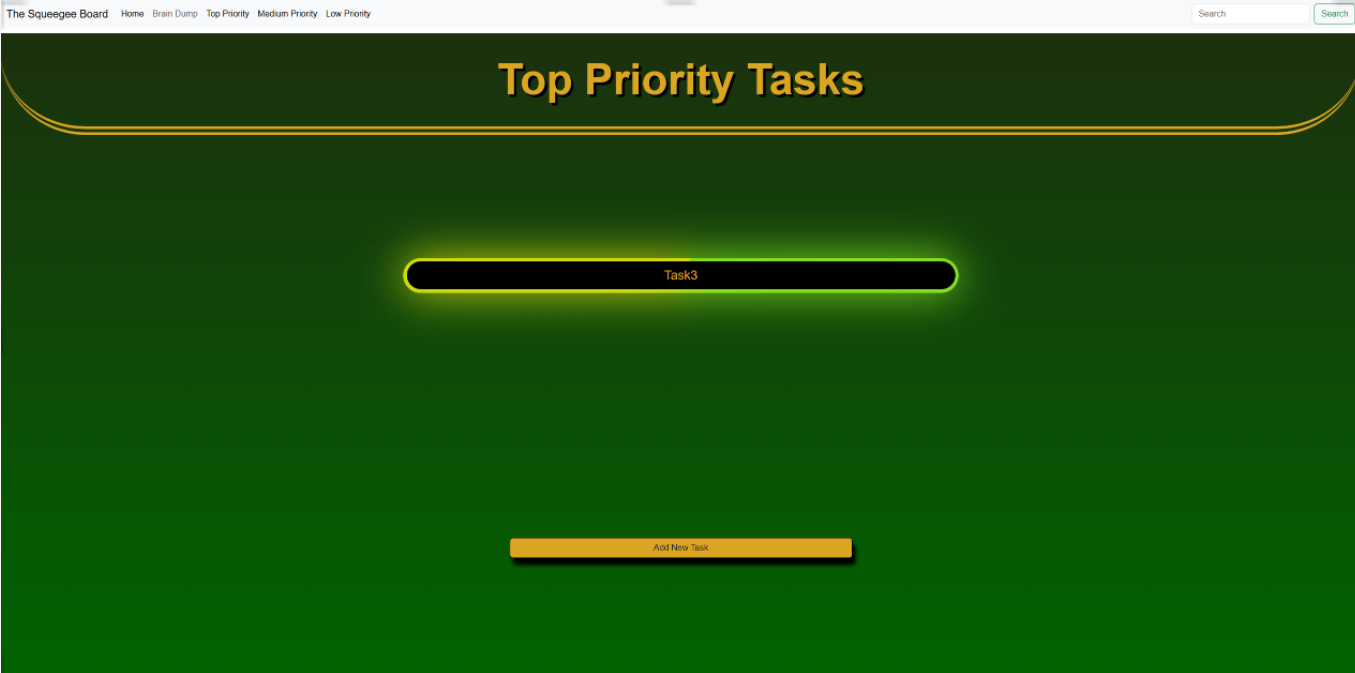 The Squeegee Board Home Brain Dump Top Priority Medium Priority Low Priority Search Search
Top Priority Tasks
Task3
Add New Task